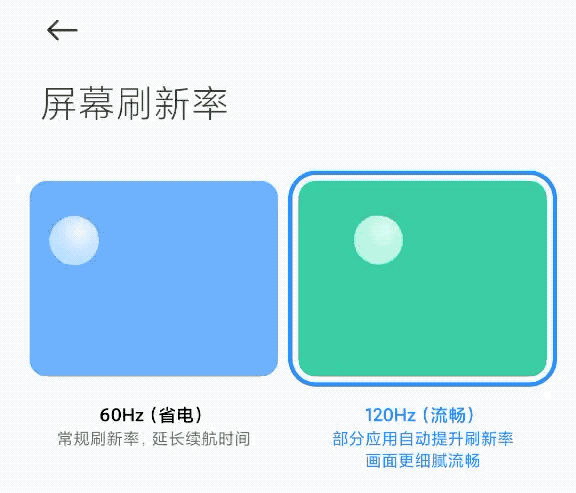 屏幕刷新率
60Hz（省电）
120Hz（流畅）
常规刷新率, 延长续航时间
部分应用自动提升刷新率
画面更细腻流畅